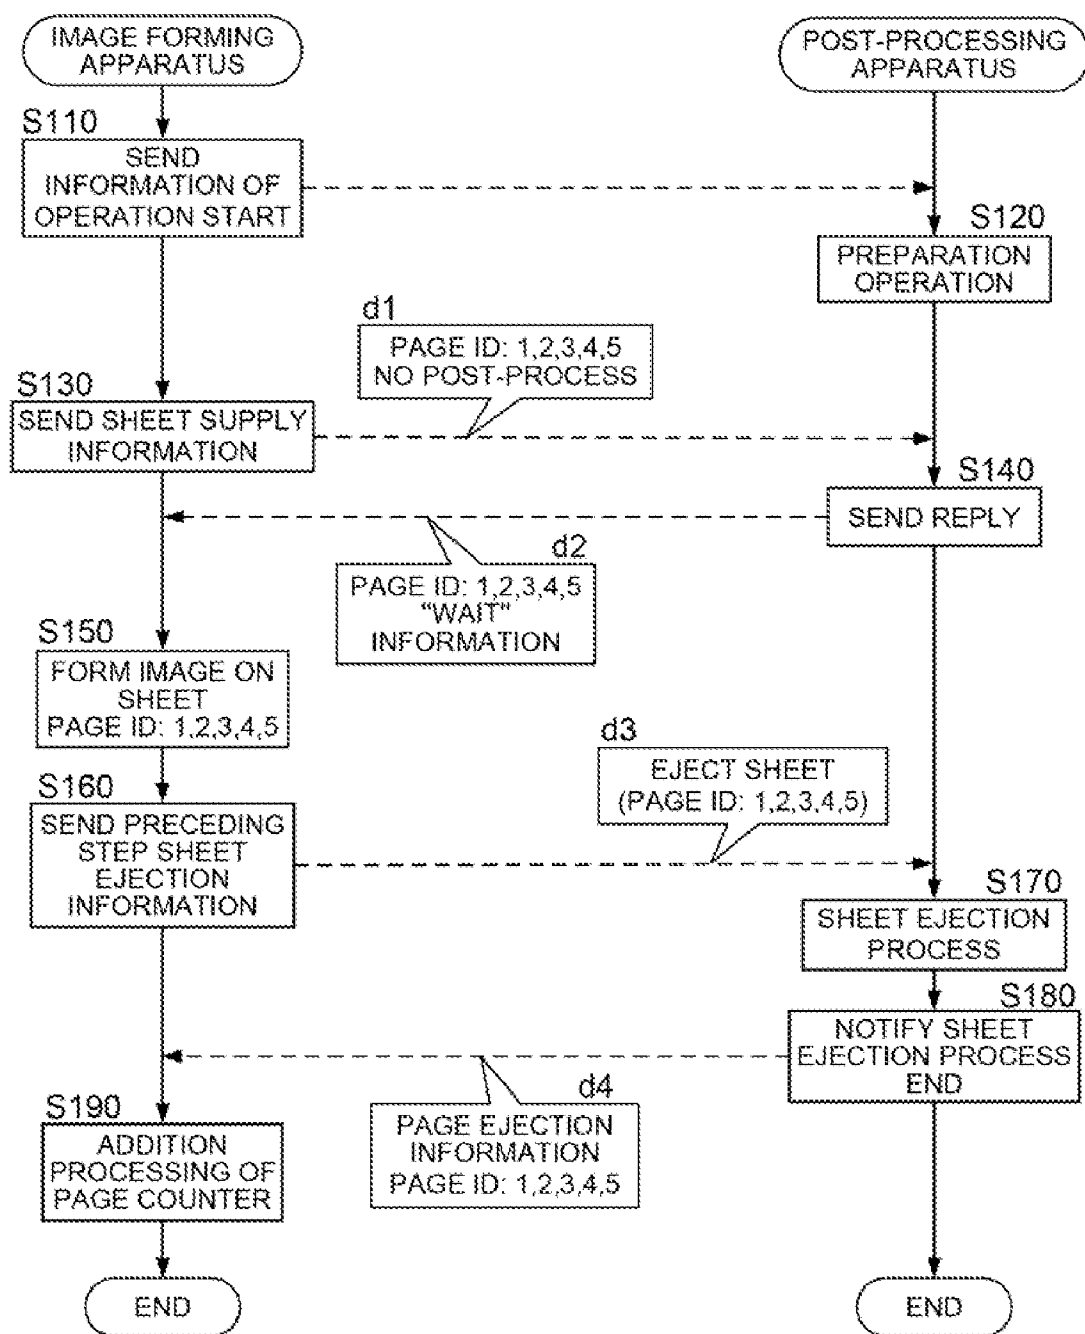 IMAGE FORMING
APPARATUS
POST-PROCESSING
APPARATUS
S110
SEND
INFORMATION OF
OPERATION START
S120
PREPARATION
OPERATION
d1
PAGE ID: 1,2,3,4,5
NO POST-PROCESS
S130
SEND SHEET SUPPLY
INFORMATION
S140
SEND REPLY
d2
PAGE ID: 1,2,3,4,5
"WAIT"
INFORMATION
S150
FORM IMAGE ON
SHEET
PAGE ID: 1,2,3,4,5
d3
EJECT SHEET
(PAGE ID: 1,2,3,4,5)
S160
SEND PRECEDING
STEP SHEET
EJECTION
INFORMATION
S170
SHEET EJECTION
PROCESS
S180
NOTIFY SHEET
EJECTION PROCESS
END
d4
PAGE EJECTION
INFORMATION
PAGE ID: 1,2,3,4,5
S190
ADDITION
PROCESSING OF
PAGE COUNTER
END
END